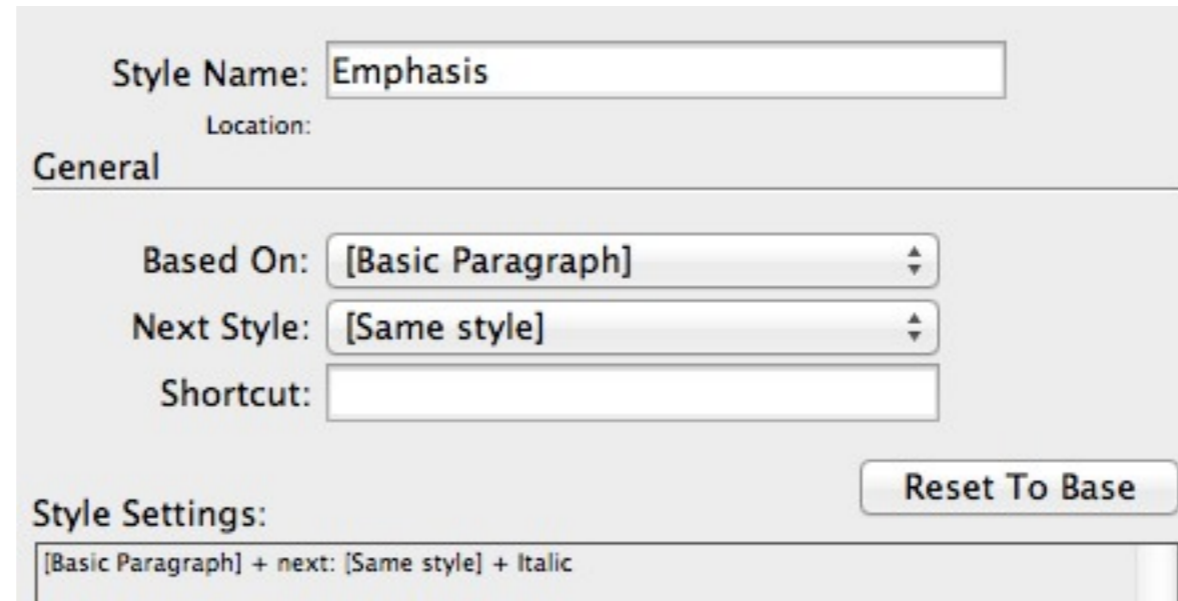 Style Name: Emphasis
Location:
General
Based On: [Basic Paragraph]
Next Style: [Same style]
Shortcut:
Reset To Base
Style Settings:
[Basic Paragraph] + next: [Same style] + Italic